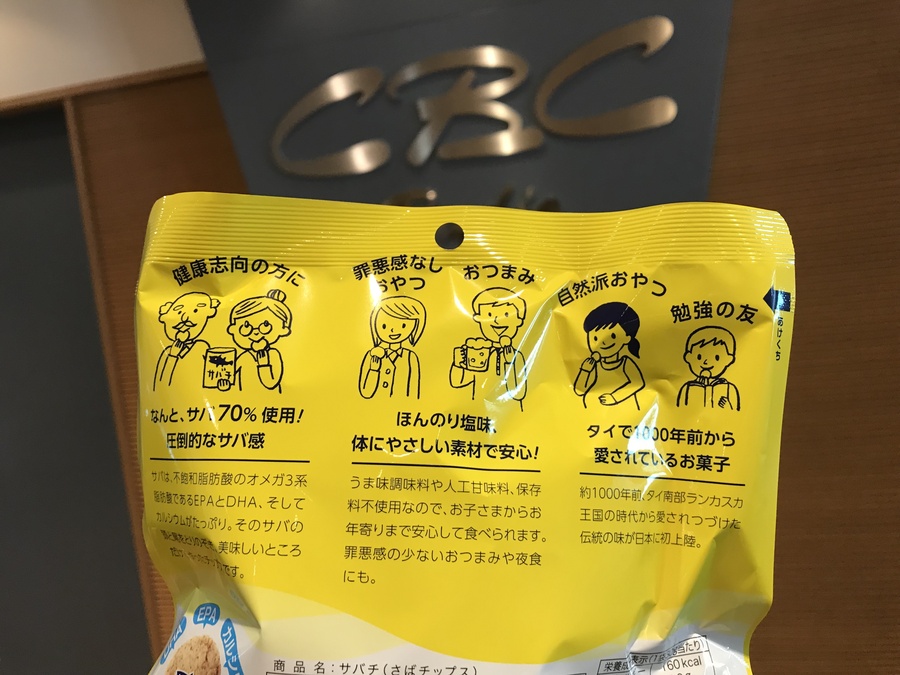 CBC
健康志向の方に
サバチ
なんと、サバ70%使用!
圧倒的なサバ感
サバは、不飽和脂肪酸のオメガ3系
脂肪酸であるEPAとDHA、そして
カルシウムがたっぷり。そのサバの
美味しいところ
です。
罪悪感なし
おやつ
おつまみ
ほんのり塩味、
体にやさしい素材で安心!
うま味調味料や人工甘味料、保存
料不使用なので、お子さまからお
年寄りまで安心して食べられます。
罪悪感の少ないおつまみや夜食
にも。
自然派おやつ
勉強の友
タイで1000年前から
愛されているお菓子
約1000年前、タイ南部ランカスカ
王国の時代から愛されつづけた
伝統の味が日本に初上陸。
あけくち
EPA
カルシ
商品名:サバチ(さばチップス)
160kcal